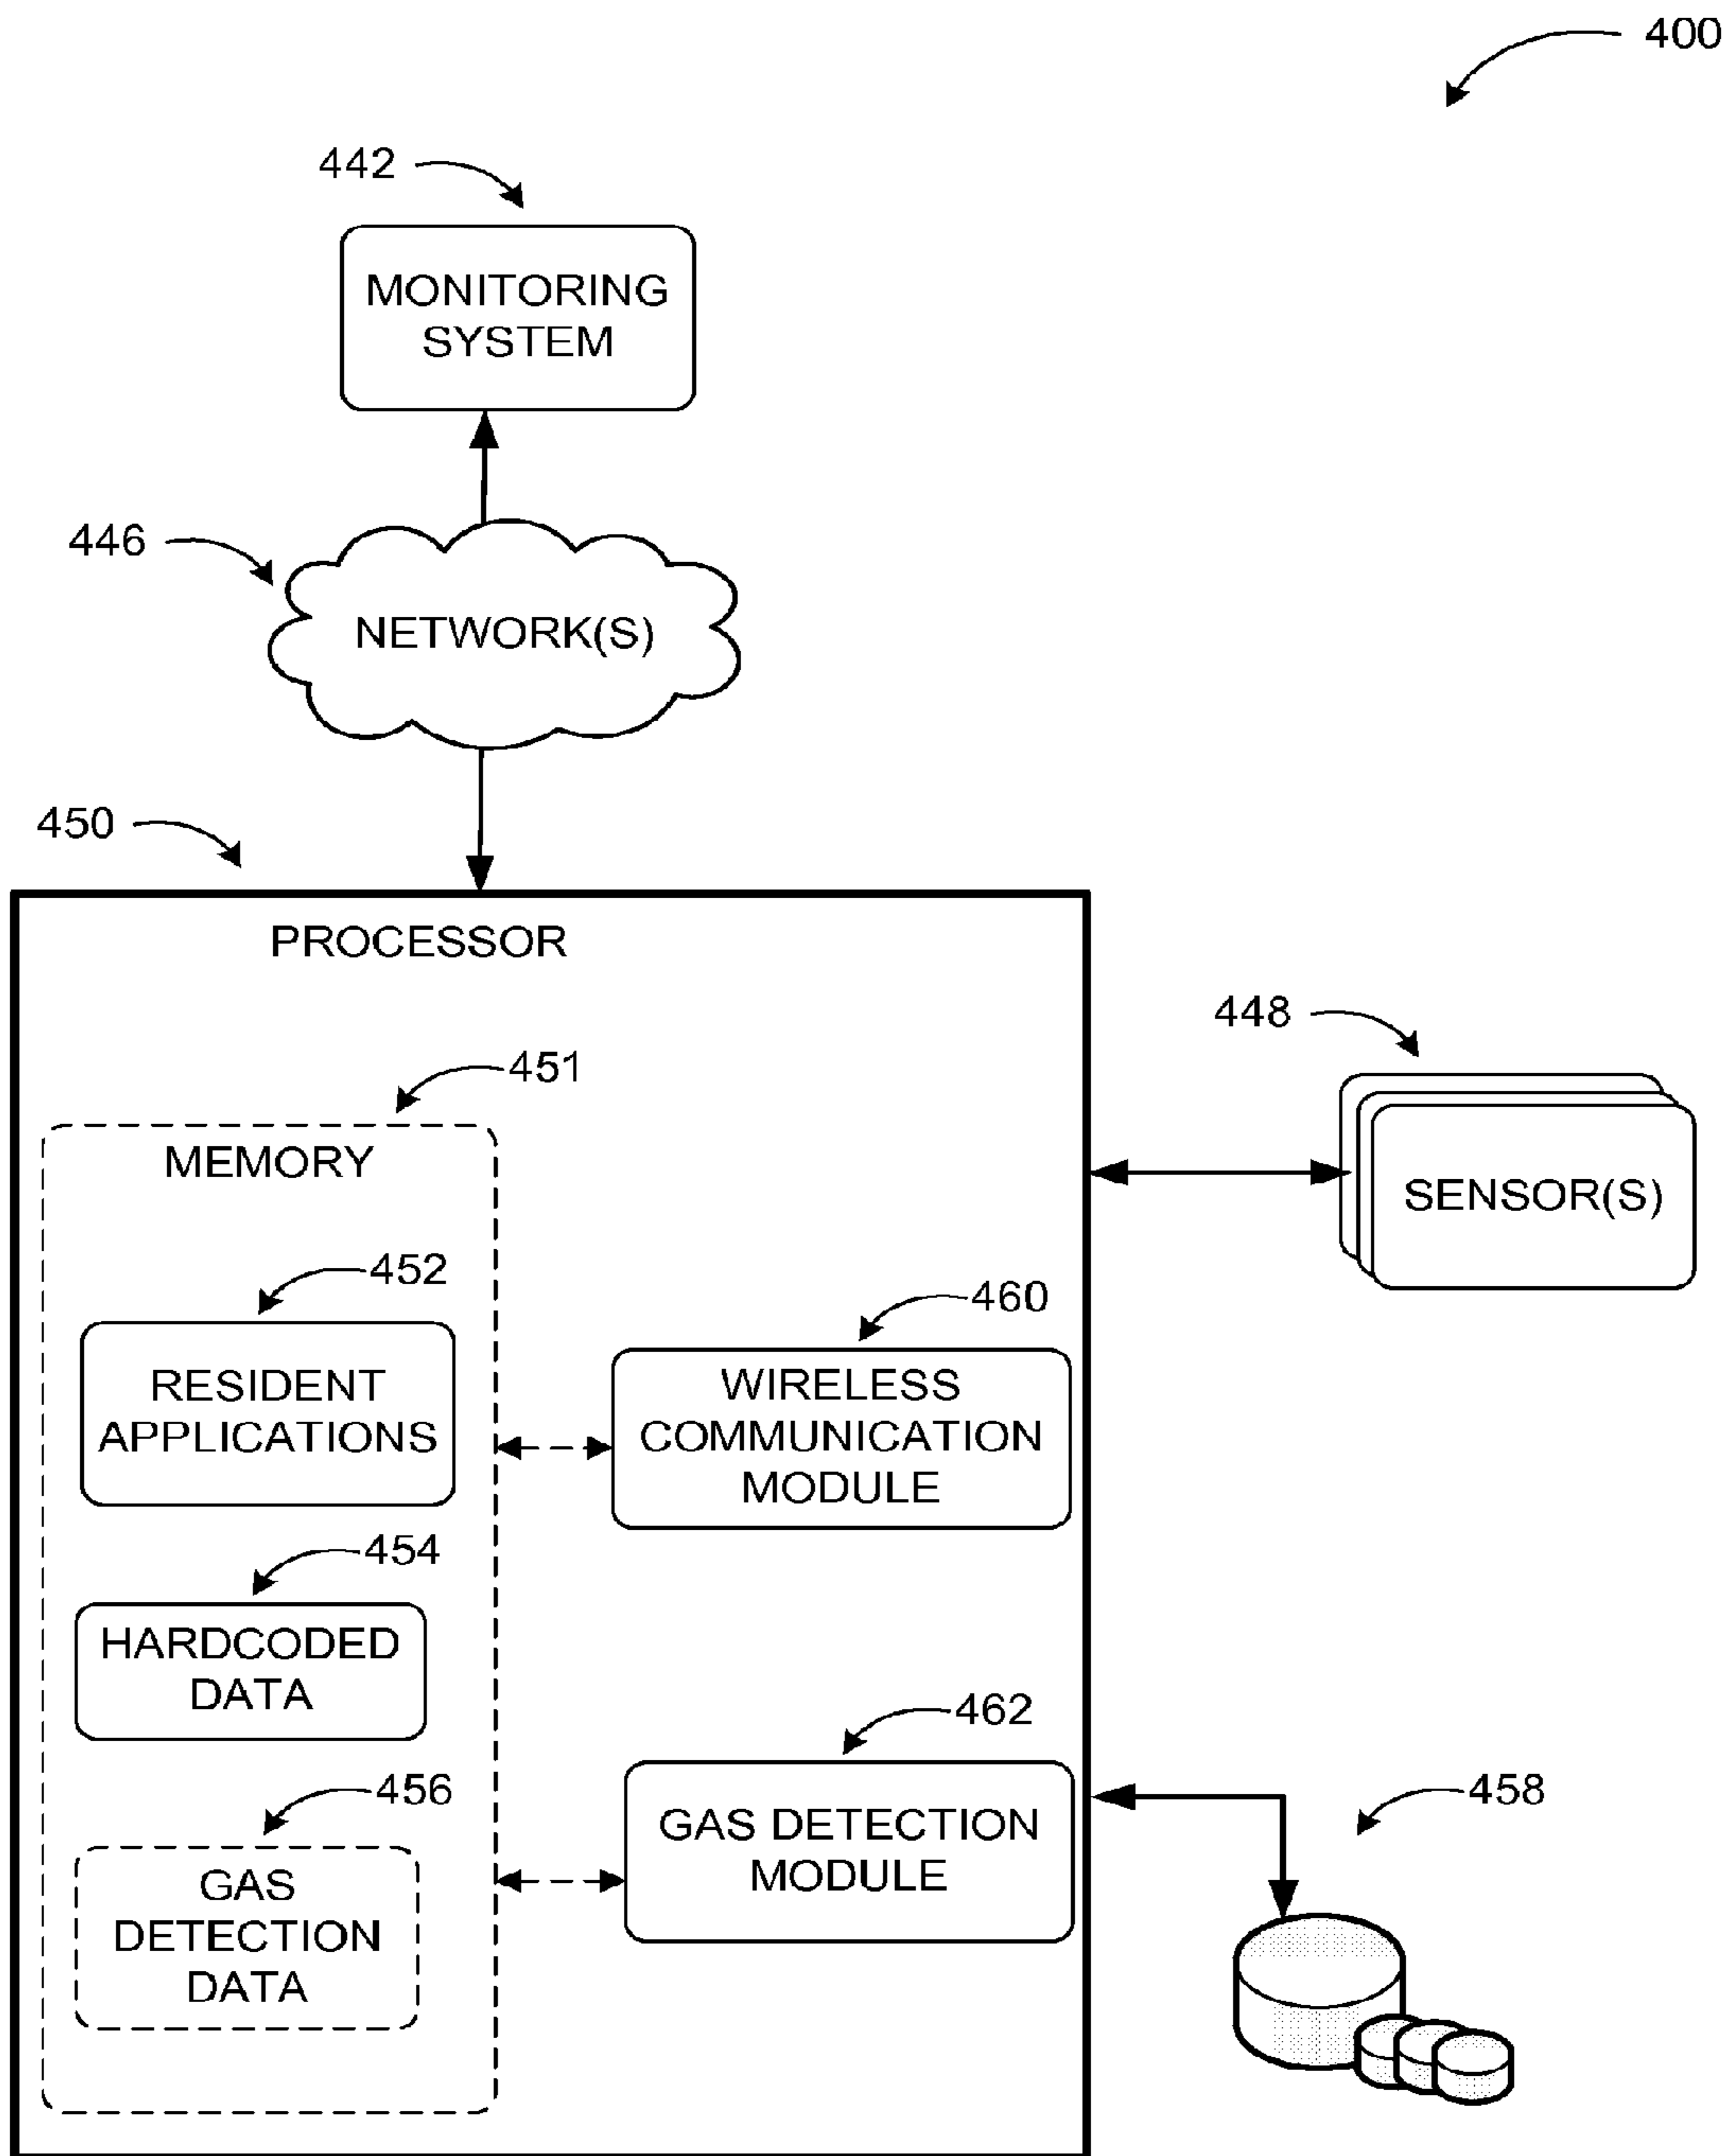 400
442
MONITORING
SYSTEM
446
NETWORK(S)
450
PROCESSOR
448
SENSOR(S)
451
MEMORY
452
RESIDENT
APPLICATIONS
460
WIRELESS
COMMUNICATION
MODULE
454
HARDCODED
DATA
462
GAS DETECTION
MODULE
456
GAS
DETECTION
DATA
458